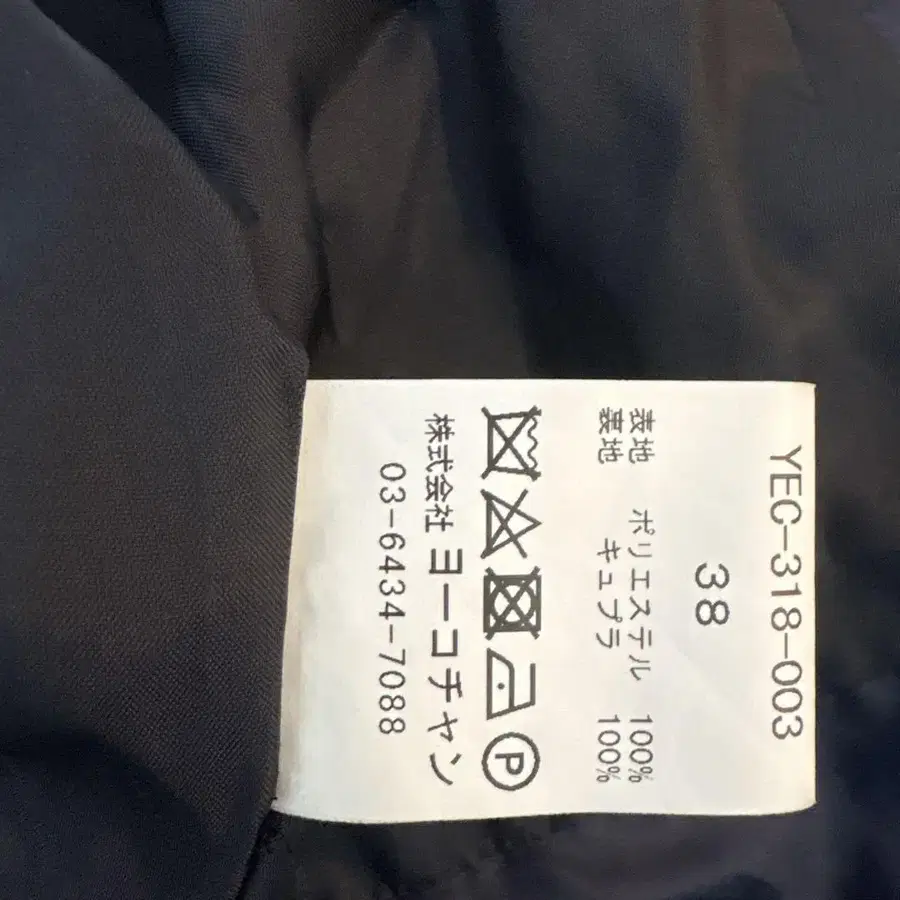 YEC-318-003
38
表地 ポリエステル 100%
裏地 キュプラ 100%
P
株式会社 ヨーコチャン
03-6434-7088